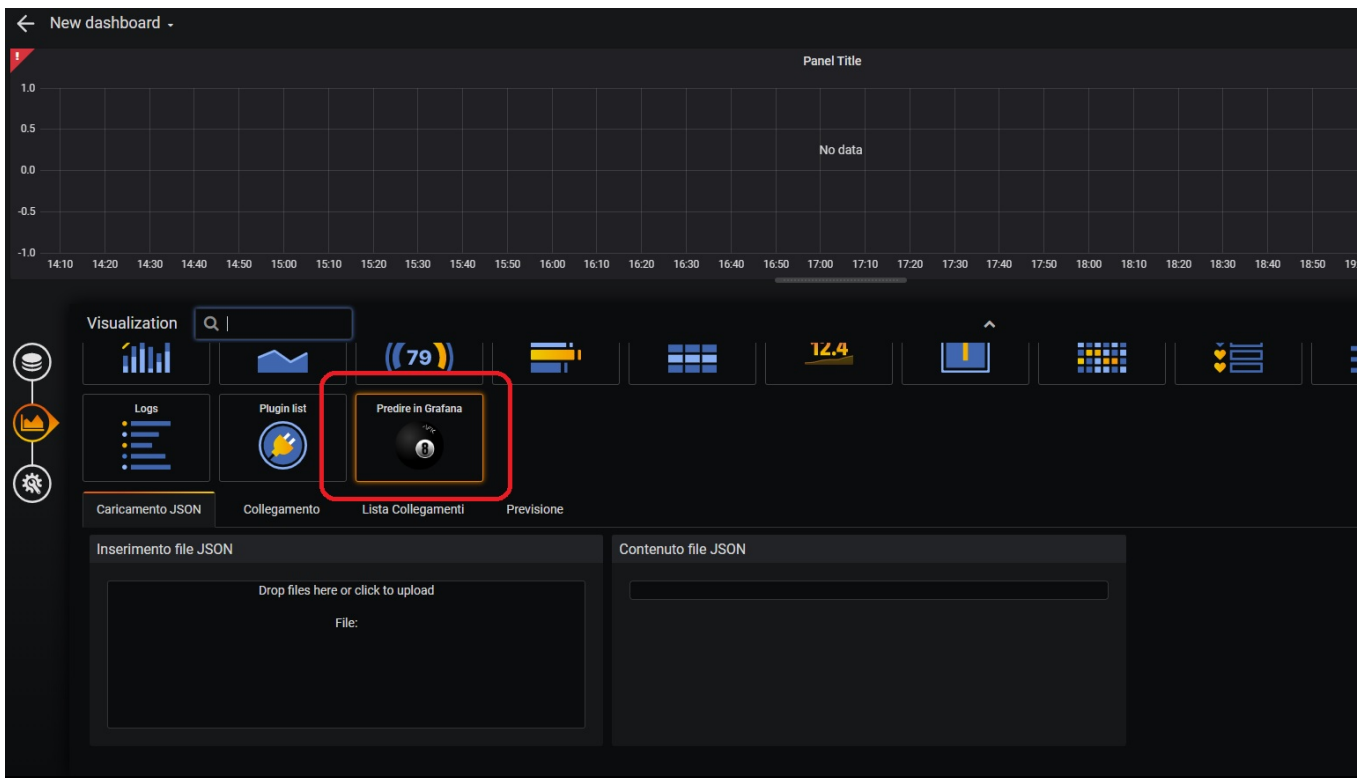 New dashboard
!
Panel Title
1.0
0.5
No data
0.0
-0.5
-1.0
14:10 14:20 14:30 14:40 14:50 15:00 15:10 15:20 15:30 15:40 15:50 16:00 16:10 16:20 16:30 16:40 16:50 17:00 17:10 17:20 17:30 17:40 17:50 18:00 18:10 18:20 18:30 18:40 18:50 19
Visualization
79
12.4
Logs Plugin list Predire in Grafana
8
Caricamento JSON Collegamento Lista Collegamenti Previsione
Inserimento file JSON Contenuto file JSON
Drop files here or click to upload
File: